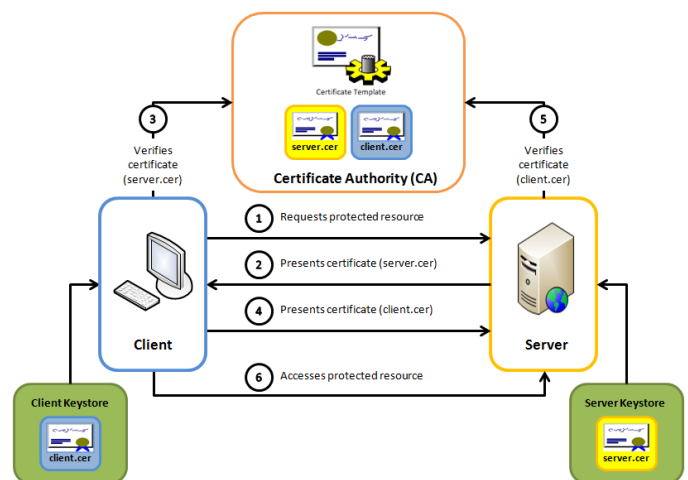 Certificate Template
server.cer
client.cer
Certificate Authority (CA)
3
Verifies
certificate
(server.cer)
5
Verifies
certificate
(client.cer)
1 Requests protected resource
2 Presents certificate (server.cer)
4 Presents certificate (client.cer)
Client
Server
6 Accesses protected resource
Client Keystore
client.cer
Server Keystore
server.cer